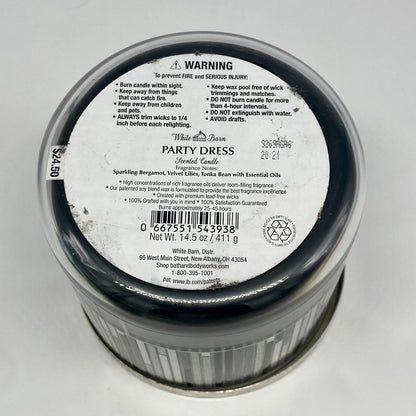 WARNING
To prevent FIRE and SERIOUS INJURY:
• Burn candle within sight.
• Keep away from things
that can catch fire.
• Keep away from children
and pets.
• ALWAYS trim wicks to 1/4
inch before each relighting.
• Keep wax pool free of wick
trimmings and matches.
• DO NOT burn candle for more
than 4-hour intervals.
• DO NOT extinguish with water.
• AVOID drafts.
White Barn
PARTY DRESS
Scented Candle
Fragrance Notes:
Sparkling Bergamot, Velvet Lilies, Tonka Bean with Essential Oils
• High concentrations of rich fragrance oils deliver room-filling fragrance
• Our patented soy blend wax is formulated to provide the best fragrance experience
• Created with premium lead-free wicks
• 100% Crafted with you in mind • 100% Satisfaction Guaranteed
Burns approximately 25-45 hours
0 667551 543938
Net Wt. 14.5 oz / 411 g
White Barn, Distr.
95 West Main Street, New Albany, OH 43054
Shop bathandbodyworks.com
1-800-395-1001
pat. www.lb.com/patents
$24.50
20:21